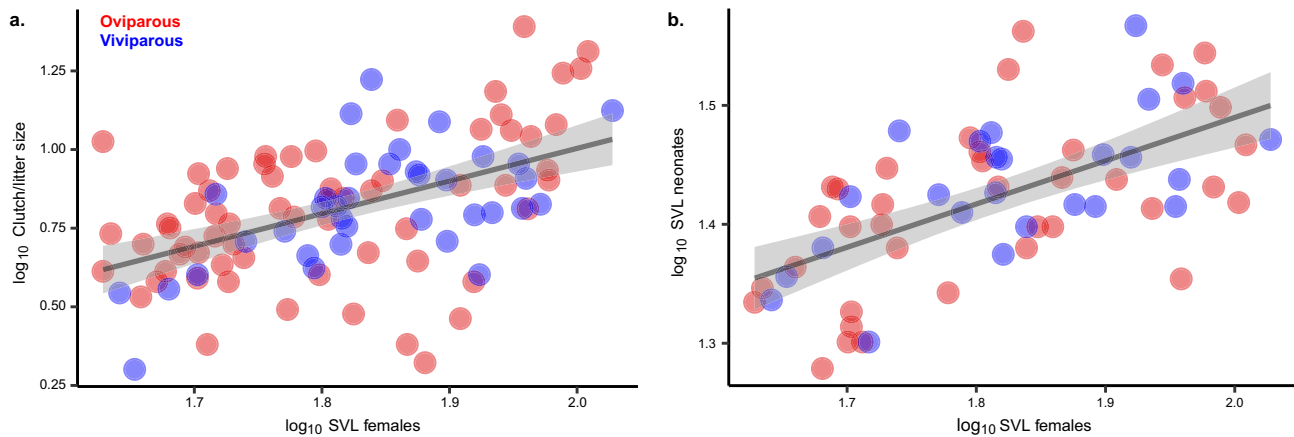 a.
Oviparous
Viviparous
log10 Clutch/litter size
1.25
1.00
0.75
0.50
0.25
1.7 1.8 1.9 2.0
log10 SVL females
b.
log10 SVL neonates
1.5
1.4
1.3
1.7 1.8 1.9 2.0
log10 SVL females